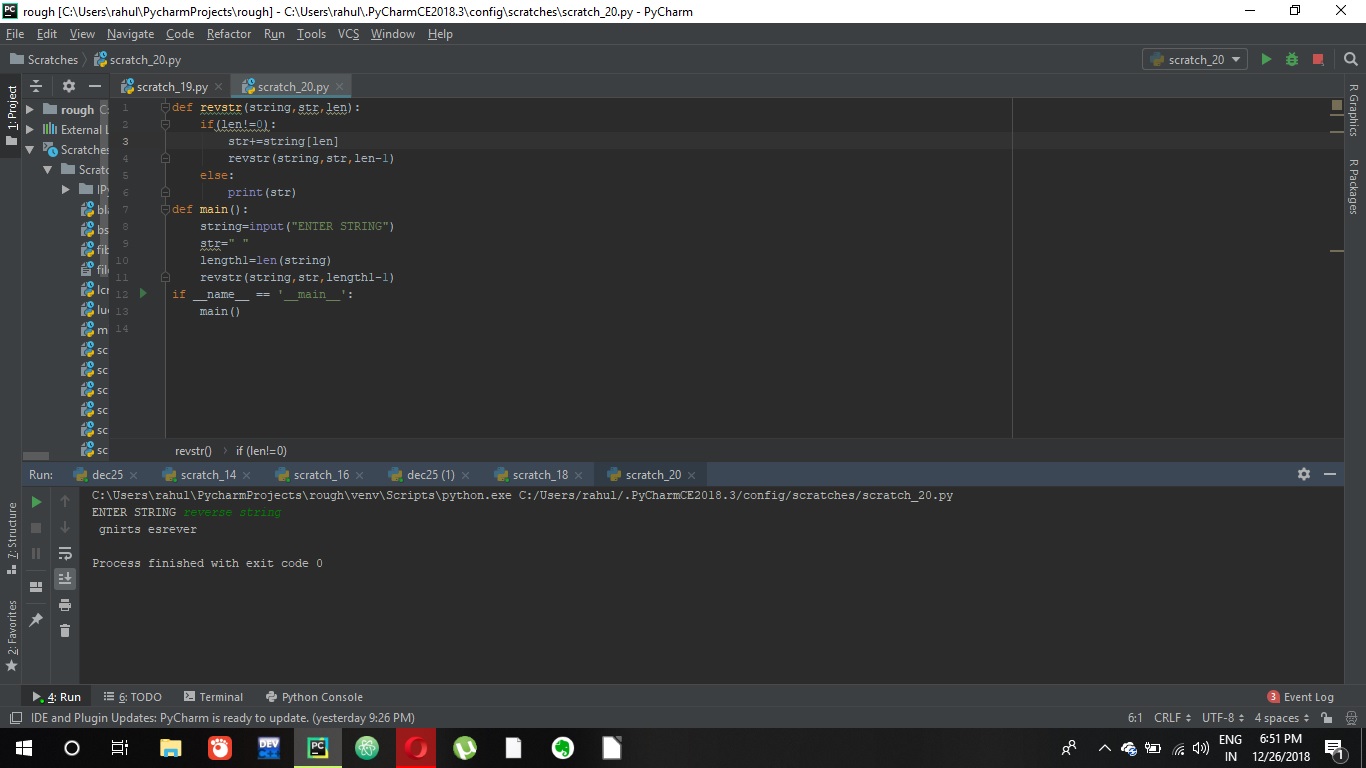 rough [C:\Users\rahul\PycharmProjects\rough] - C:\Users\rahul\.PyCharmCE2018.3\config\scratches\scratch_20.py - PyCharm
File Edit View Navigate Code Refactor Run Tools VCS Window Help
Scratches scratch_20.py scratch_20
1: Project
scratch_19.py scratch_20.py
rough C:
External L
Scratches
Scratc
IPy
bla
bs
fib
file
lcr
luc
m
sc
sc
sc
sc
sc
sc
1 def revstr(string,str,len):
2 if(len!=0):
3 str+=string[len]
4 revstr(string,str,len-1)
5 else:
6 print(str)
7 def main():
8 string=input("ENTER STRING")
9 str=" "
10 length1=len(string)
11 revstr(string,str,length1-1)
12 if __name__ == '__main__':
13 main()
14
R Graphics
R Packages
revstr() if (len!=0)
Run: dec25 scratch_14 scratch_16 dec25 (1) scratch_18 scratch_20
C:\Users\rahul\PycharmProjects\rough\venv\Scripts\python.exe C:/Users/rahul/.PyCharmCE2018.3/config/scratches/scratch_20.py
ENTER STRING reverse string
gnirts esrever
Process finished with exit code 0
7: Structure
2: Favorites
4: Run 6: TODO Terminal Python Console 3 Event Log
IDE and Plugin Updates: PyCharm is ready to update. (yesterday 9:26 PM) 6:1 CRLF UTF-8 4 spaces
DEV
PC
ENG
IN
6:51 PM
12/26/2018
1